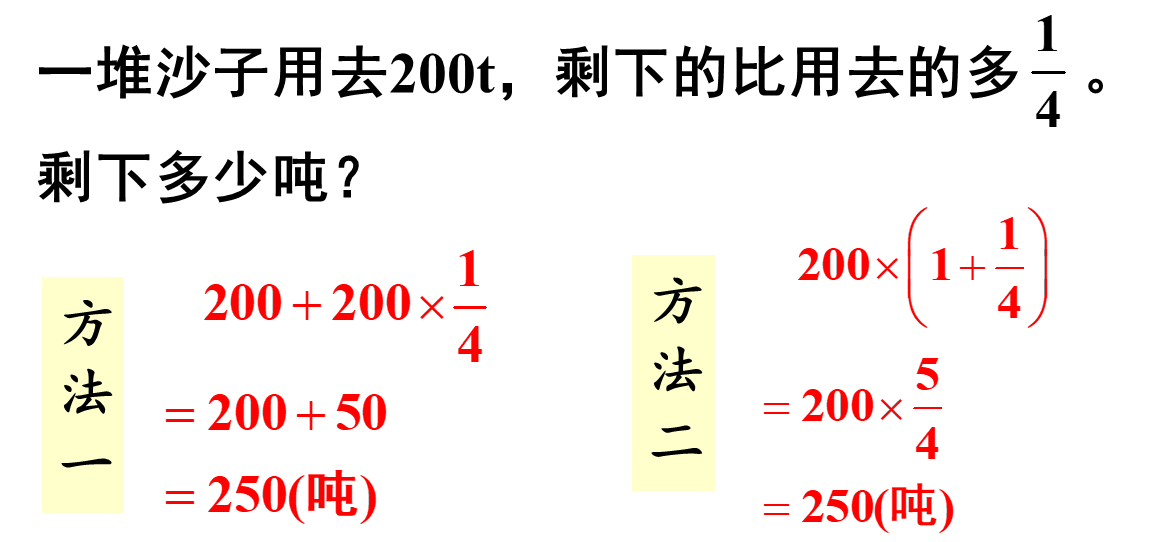 一堆沙子用去200t，剩下的比用去的多1/4。
剩下多少吨？
方法一
200＋200×1/4
＝200＋50
＝250(吨)
方法二
200×(1＋1/4)
＝200×5/4
＝250(吨)